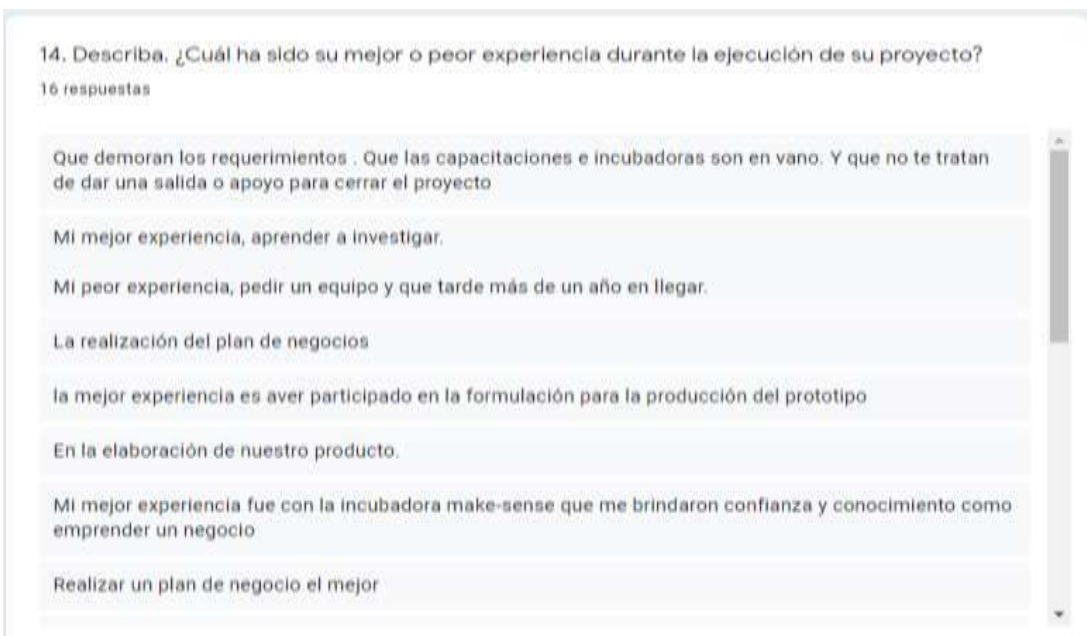 14. Describa. ¿Cuál ha sido su mejor o peor experiencia durante la ejecución de su proyecto?
16 respuestas
Que demoran los requerimientos . Que las capacitaciones e incubadoras son en vano. Y que no te tratan
de dar una salida o apoyo para cerrar el proyecto
Mi mejor experiencia, aprender a investigar.
Mi peor experiencia, pedir un equipo y que tarde más de un año en llegar.
La realización del plan de negocios
la mejor experiencia es aver participado en la formulación para la producción del prototipo
En la elaboración de nuestro producto.
Mi mejor experiencia fue con la incubadora make-sense que me brindaron confianza y conocimiento como
emprender un negocio
Realizar un plan de negocio el mejor